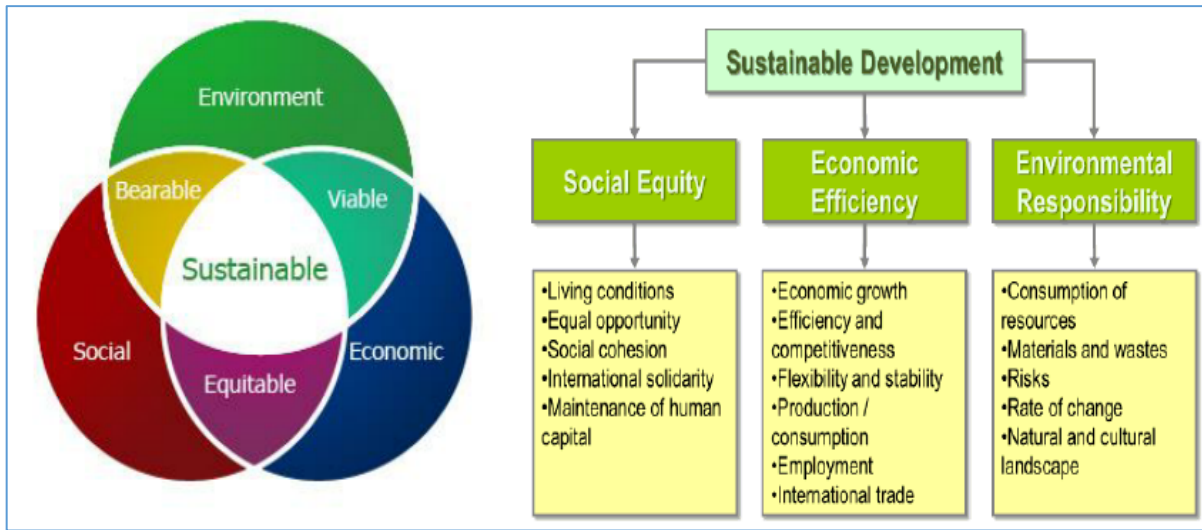 Environment
Bearable
Viable
Sustainable
Social
Economic
Equitable
Sustainable Development
Social Equity
•Living conditions
•Equal opportunity
•Social cohesion
•International solidarity
•Maintenance of human
capital
Economic
Efficiency
•Economic growth
•Efficiency and
competitiveness
•Flexibility and stability
•Production /
consumption
•Employment
•International trade
Environmental
Responsibility
•Consumption of
resources
•Materials and wastes
•Risks
•Rate of change
•Natural and cultural
landscape